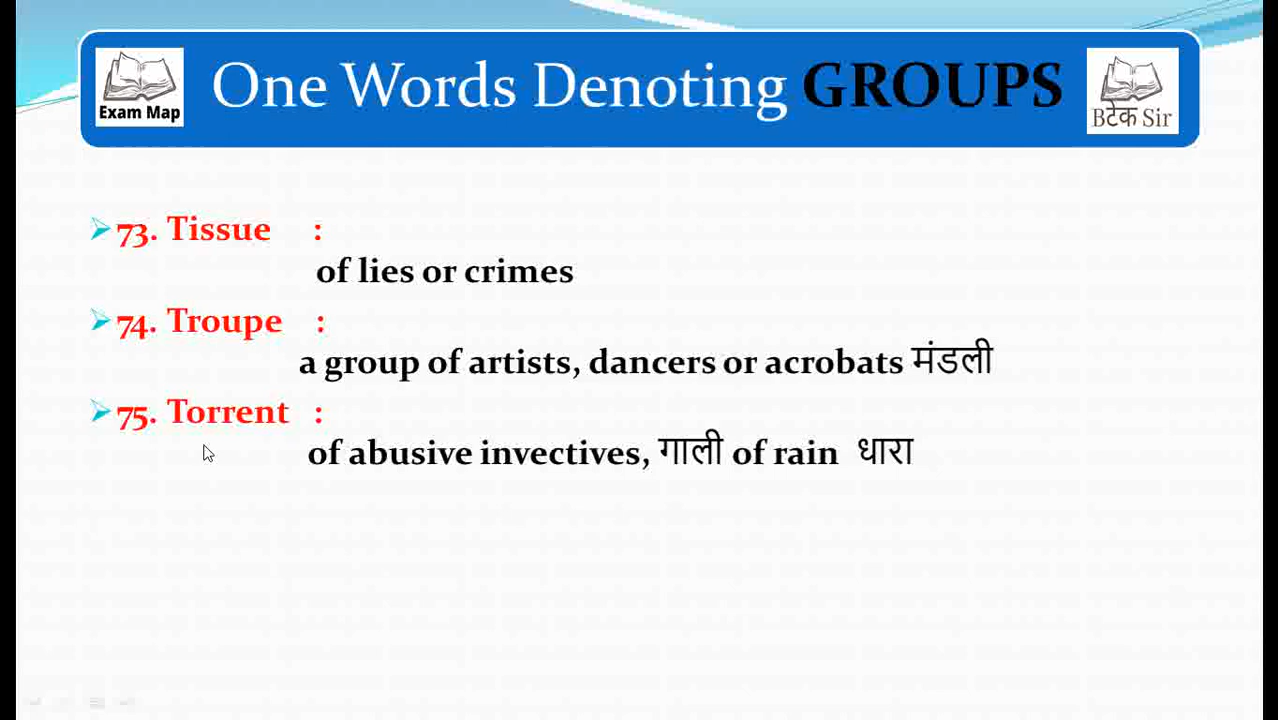 One Words Denoting GROUPS
Exam Map
Bटेक Sir
73. Tissue :
of lies or crimes
74. Troupe :
a group of artists, dancers or acrobats मंडली
75. Torrent :
of abusive invectives, गाली of rain धारा